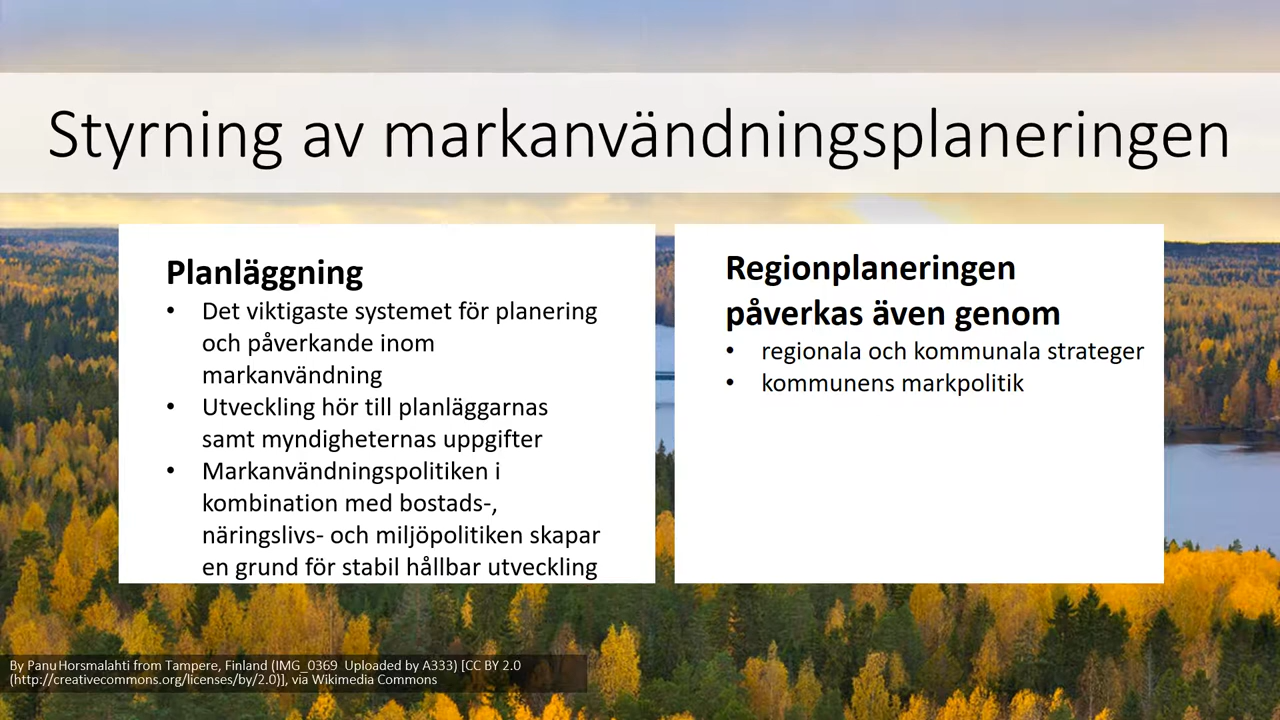 Styrning av markanvändningsplaneringen
Planläggning
• Det viktigaste systemet för planering
och påverkande inom
markanvändning
• Utveckling hör till planläggarnas
samt myndigheternas uppgifter
• Markanvändningspolitiken i
kombination med bostads-,
näringslivs- och miljöpolitiken skapar
en grund för stabil hållbar utveckling
Regionplaneringen
påverkas även genom
• regionala och kommunala strateger
• kommunens markpolitik
By Panu Horsmalahti from Tampere, Finland (IMG_0369 Uploaded by A333) [CC BY 2.0
(http://creativecommons.org/licenses/by/2.0)], via Wikimedia Commons